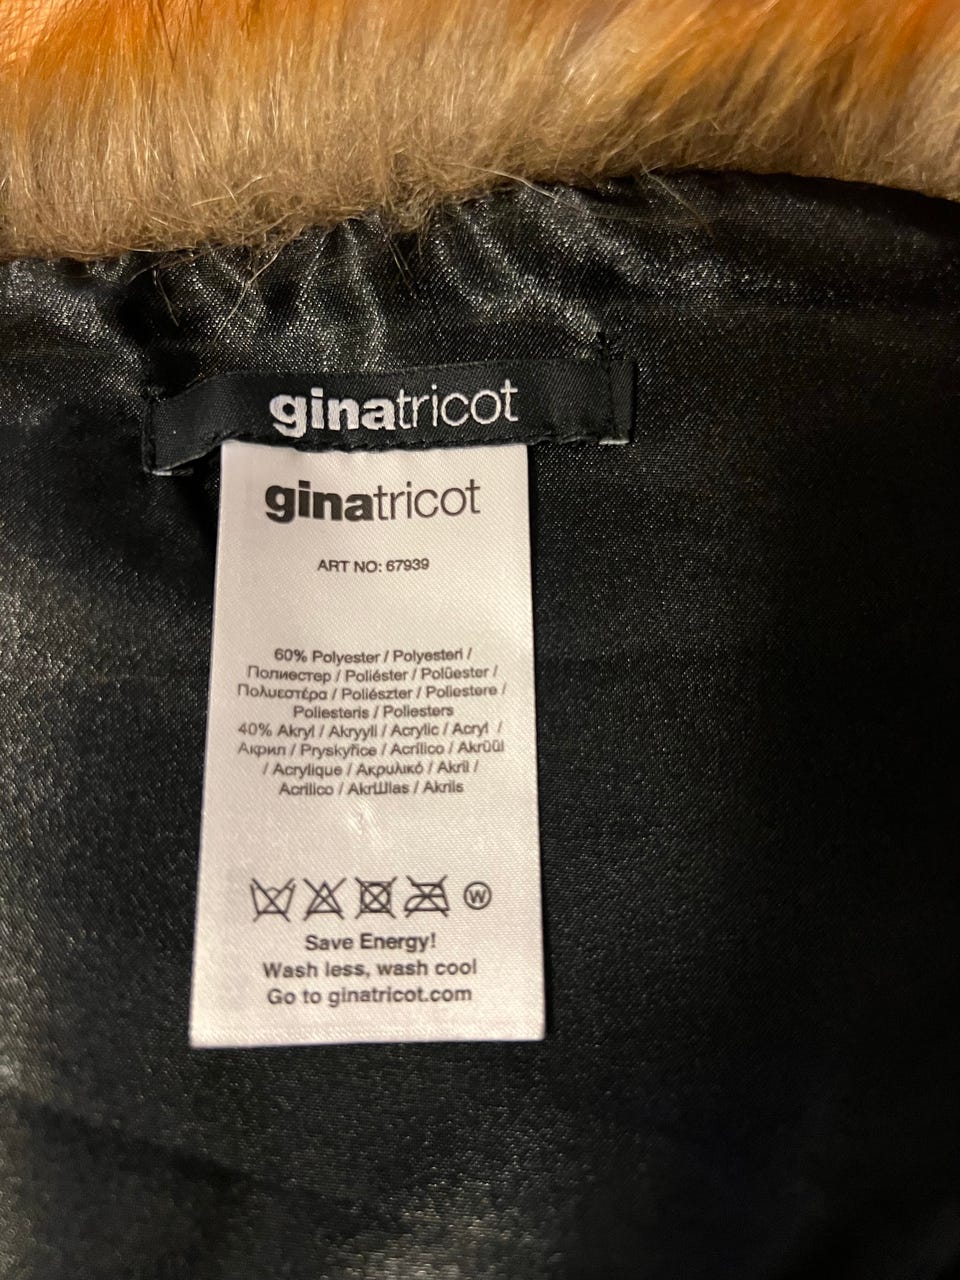 ginatricot
ginatricot
ART NO: 67939
60% Polyester / Polyesteri /
Полиестер / Poliéster / Polüester /
Πολυεστέρα / Poliészter / Poliestere /
Poliesteris / Poliesters
40% Akryl / Akryyli / Acrylic / Acryl /
Акрил / Pryskyřice / Acrílico / Akrüül
/ Acrylique / Ακρυλικό / Akril /
Acrilico / AkrШlas / Akrils
W
Save Energy!
Wash less, wash cool
Go to ginatricot.com